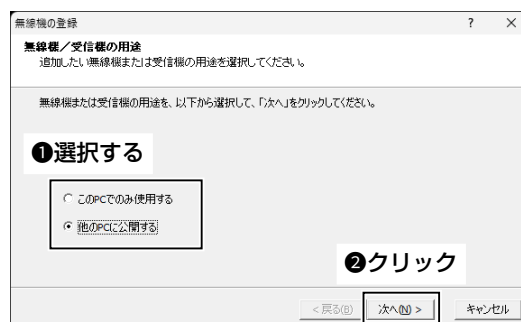 無線機の登録
? ×
無線機／受信機の用途
追加したい無線機または受信機の用途を選択してください。
無線機または受信機の用途を、以下から選択して、「次へ」をクリックしてください。
❶選択する
このPCでのみ使用する
他のPCに公開する
❷クリック
< 戻る(B)
次へ(N) >
キャンセル